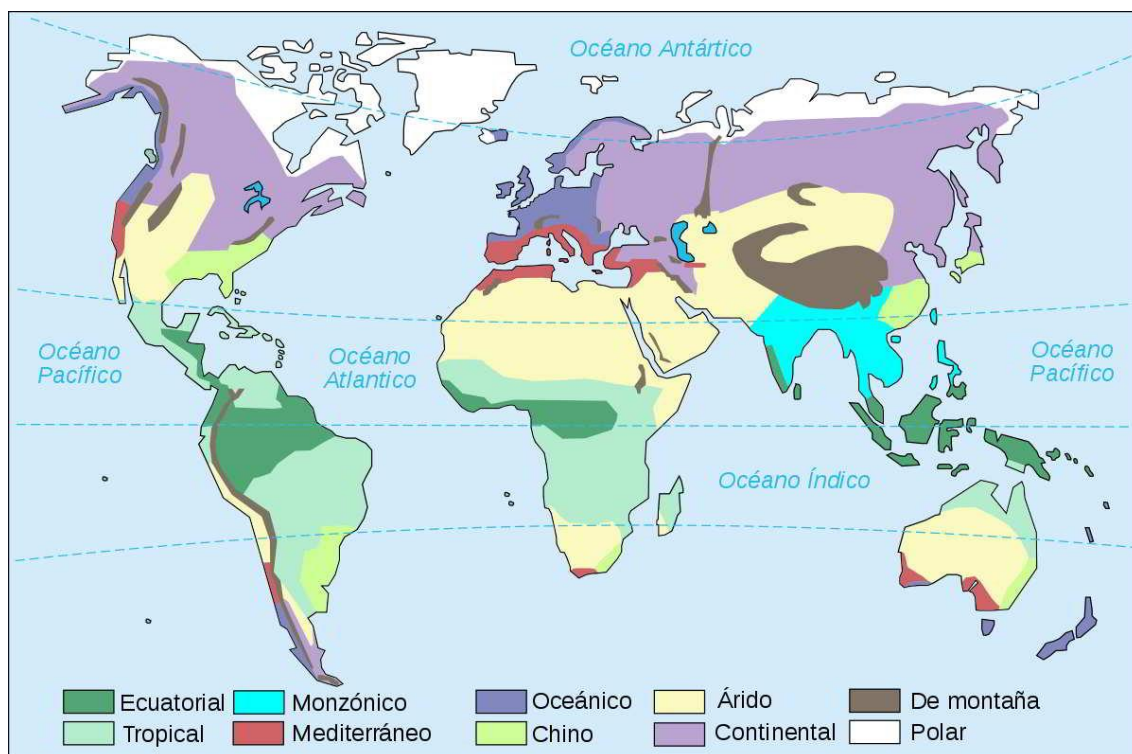 Océano Antártico
Océano
Pacífico
Océano
Atlantico
Océano
Pacífico
Océano Índico
Ecuatorial
Monzónico
Oceánico
Árido
De montaña
Tropical
Mediterráneo
Chino
Continental
Polar